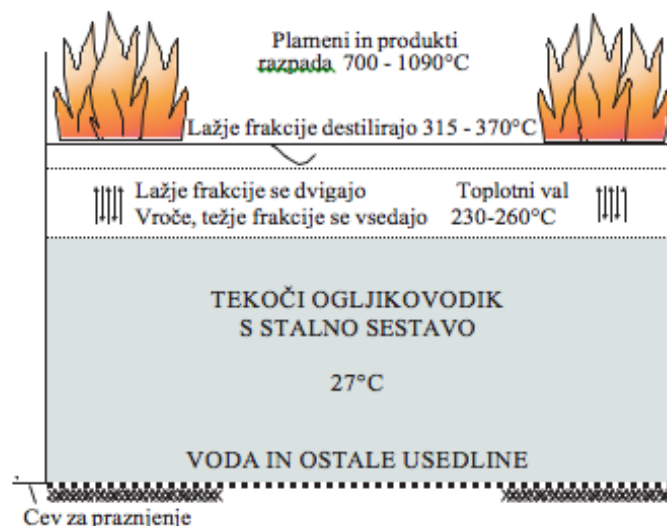 Plameni in produkti
razpada 700 - 1090°C
Lažje frakcije destilirajo 315 - 370°C
Lažje frakcije se dvigajo Toplotni val
Vroče, težje frakcije se vsedajo 230-260°C
TEKOČI OGLJIKOVODIK
S STALNO SESTAVO
27°C
VODA IN OSTALE USEDLINE
Cev za praznjenje